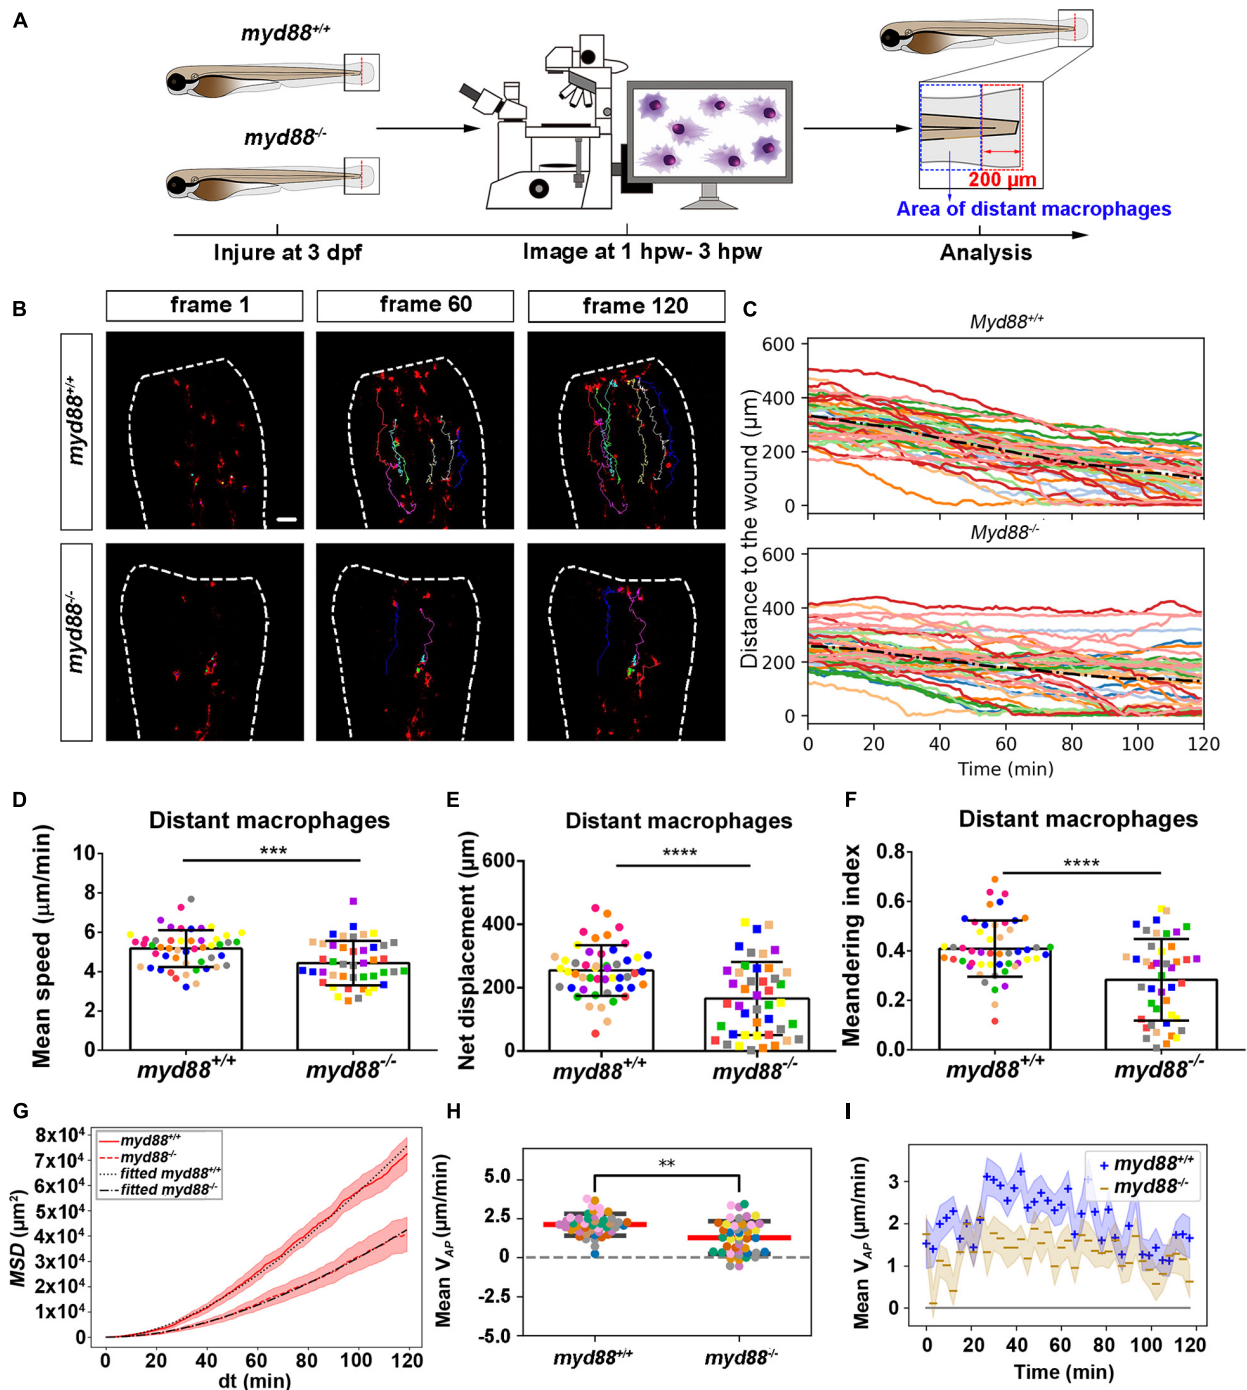 A
myd88+/+
myd88-/-
200 µm
Area of distant macrophages
Injure at 3 dpf
Image at 1 hpw- 3 hpw
Analysis
B
frame 1
frame 60
frame 120
myd88+/+
myd88-/-
C
Myd88+/+
600
400
200
0
Myd88-/-
600
400
200
0
Distance to the wound (µm)
0 20 40 60 80 100 120
Time (min)
D
Distant macrophages
***
Mean speed (µm/min)
10
8
6
4
2
0
myd88+/+ myd88-/-
E
Distant macrophages
****
Net displacement (µm)
600
400
200
0
myd88+/+ myd88-/-
F
Distant macrophages
****
Meandering index
0.8
0.6
0.4
0.2
0.0
myd88+/+ myd88-/-
G
MSD (µm²)
8x10⁴
7x10⁴
6x10⁴
5x10⁴
4x10⁴
3x10⁴
2x10⁴
1x10⁴
0
myd88+/+
myd88-/-
fitted myd88+/+
fitted myd88-/-
0 20 40 60 80 100 120
dt (min)
H
**
Mean VAP (µm/min)
5.0
2.5
0
-2.5
-5.0
myd88+/+ myd88-/-
I
Mean VAP (µm/min)
3
2
1
0
myd88+/+
myd88-/-
0 20 40 60 80 100 120
Time (min)